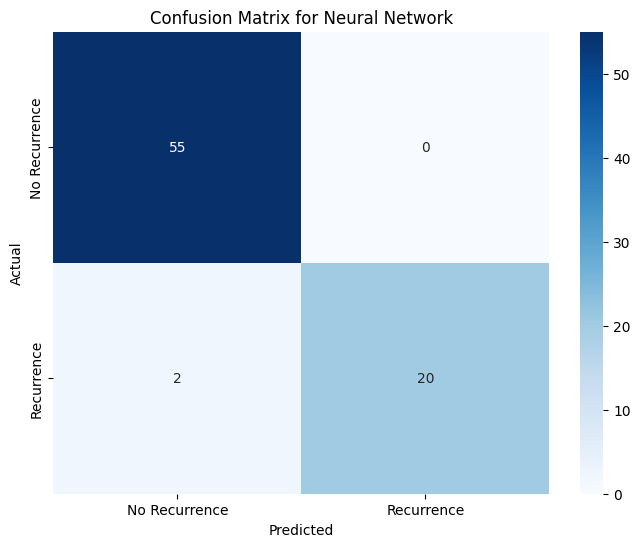 Confusion Matrix for Neural Network
No Recurrence
Recurrence
Actual
55
0
2
20
No Recurrence
Recurrence
Predicted
50
40
30
20
10
0